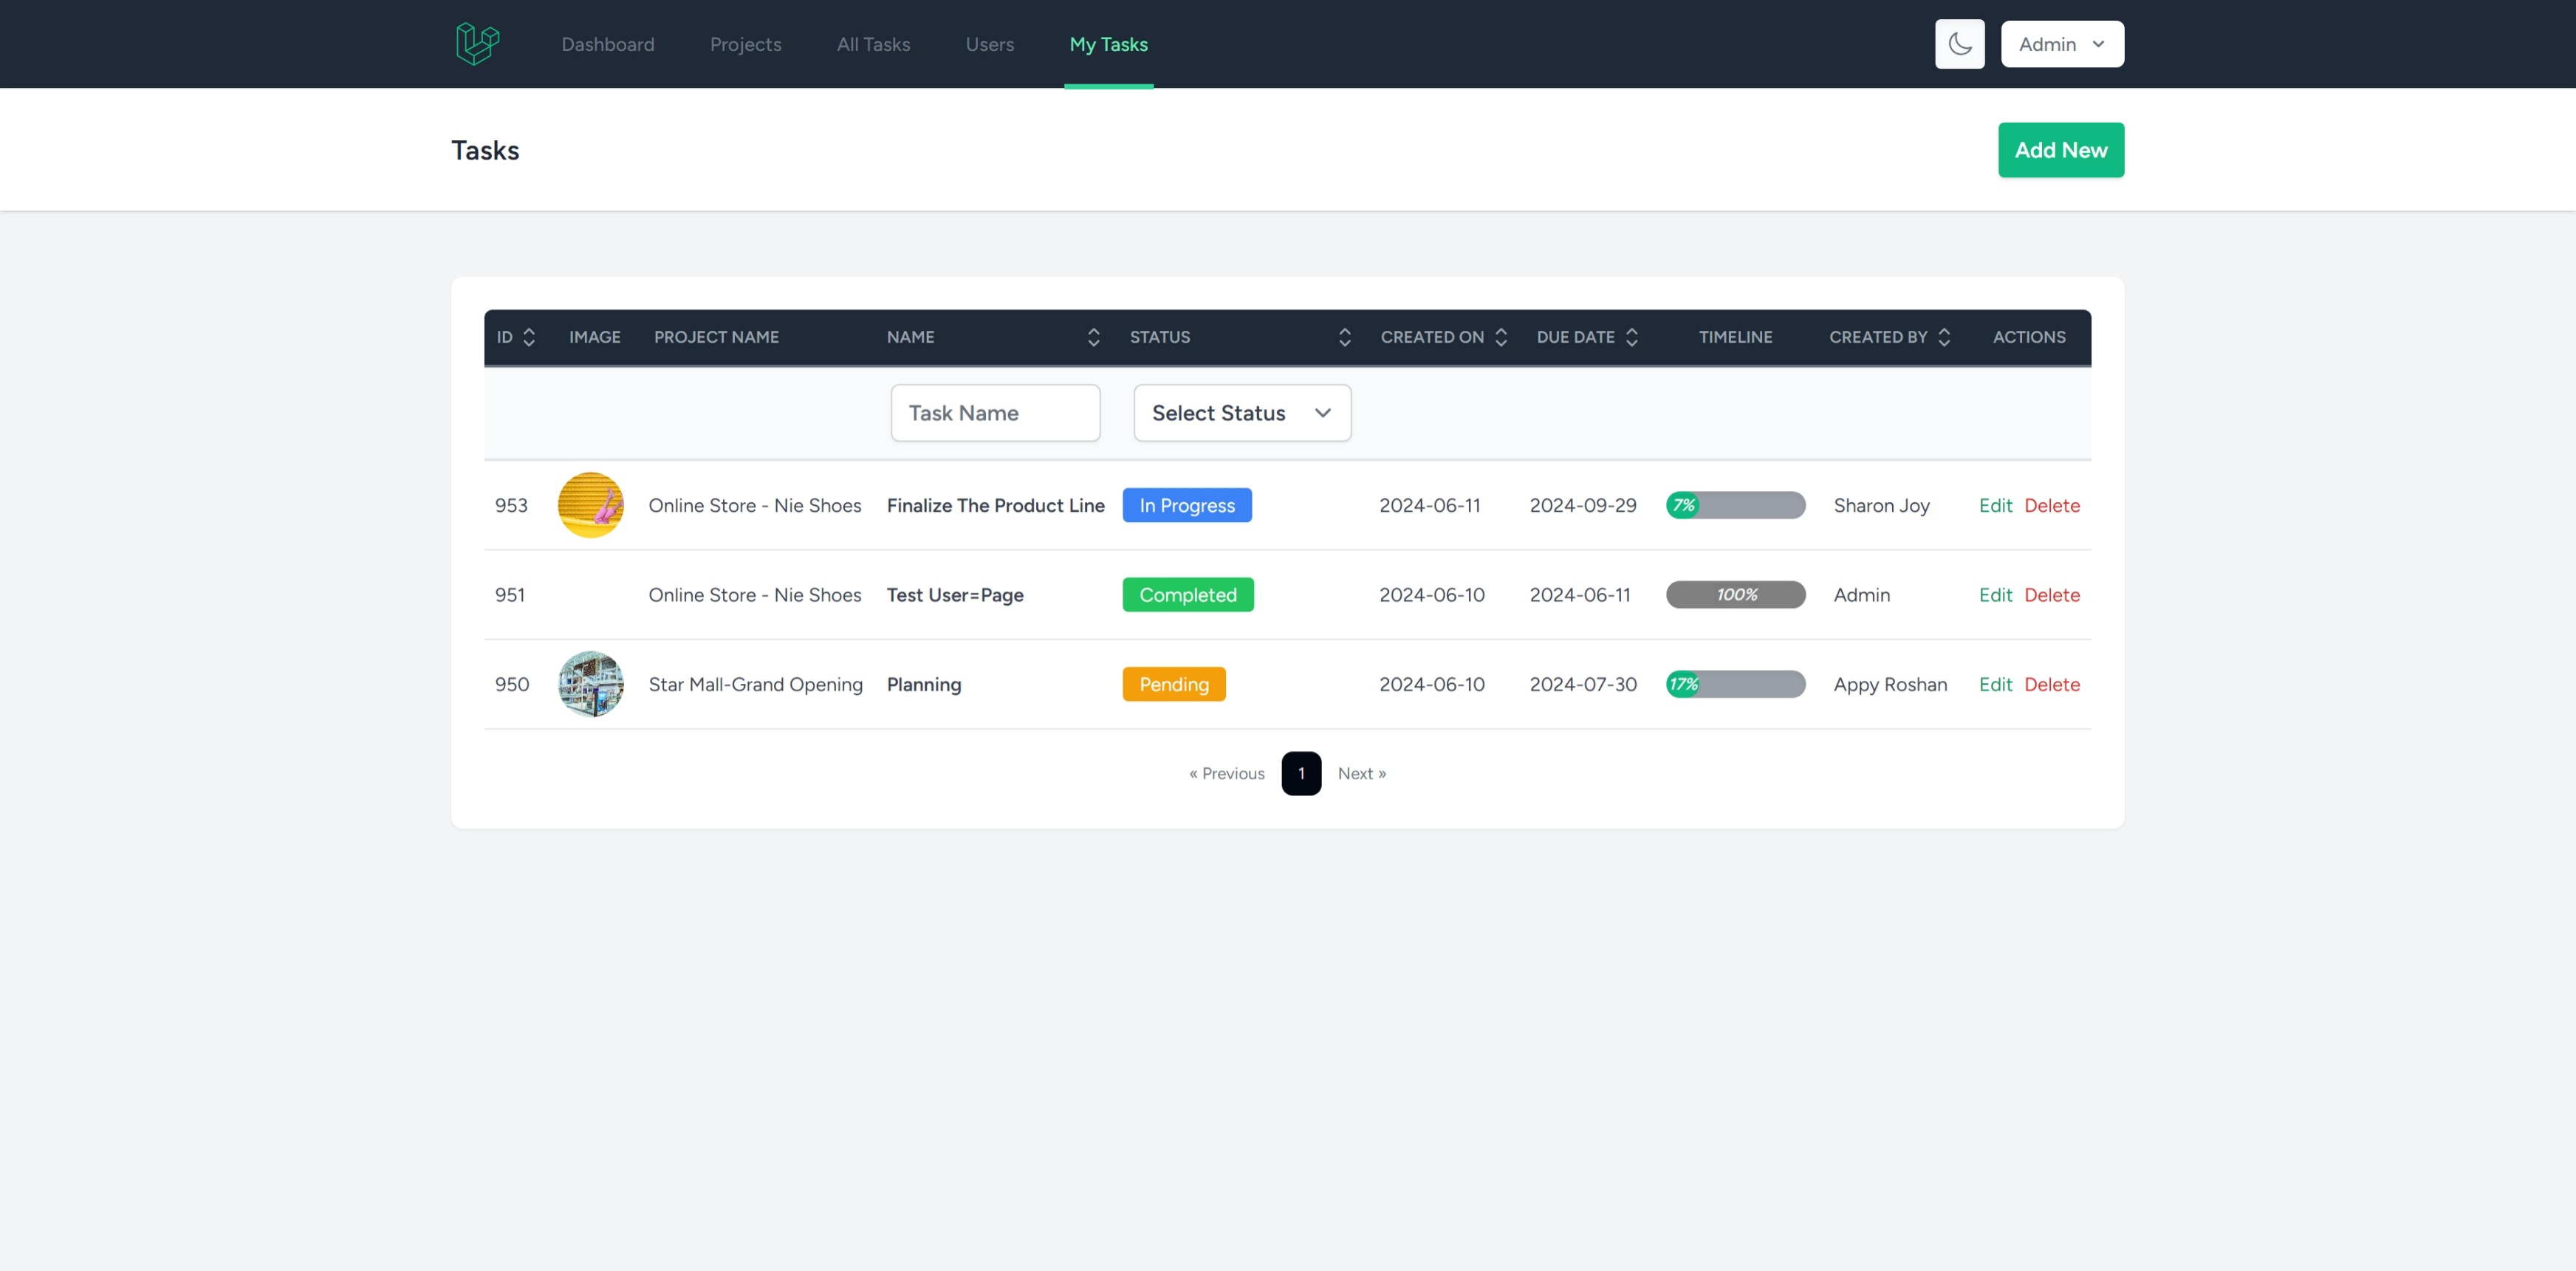 Dashboard Projects All Tasks Users My Tasks Admin
Tasks Add New
ID IMAGE PROJECT NAME NAME STATUS CREATED ON DUE DATE TIMELINE CREATED BY ACTIONS
Task Name Select Status
953 Online Store - Nie Shoes Finalize The Product Line In Progress 2024-06-11 2024-09-29 7% Sharon Joy Edit Delete
951 Online Store - Nie Shoes Test User=Page Completed 2024-06-10 2024-06-11 100% Admin Edit Delete
950 Star Mall-Grand Opening Planning Pending 2024-06-10 2024-07-30 17% Appy Roshan Edit Delete
« Previous 1 Next »